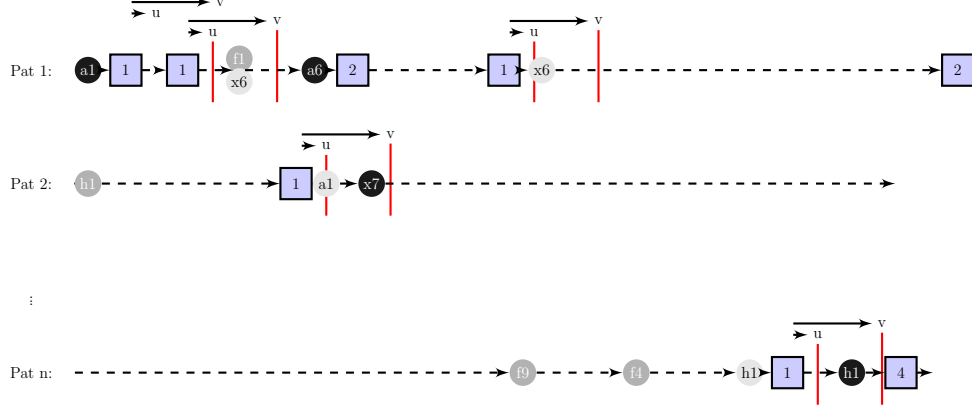 v
u
v
u
v
u
Pat 1: a1 1 1 f1 x6 a6 2 1 x6 2
v
u
Pat 2: h1 1 a1 x7
⋮
v
u
Pat n: f9 f4 h1 1 h1 4